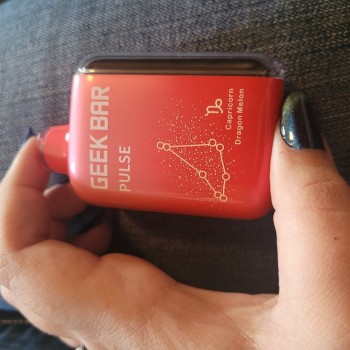 GEEK BAR
PULSE
Capricorn
Dragon Melon